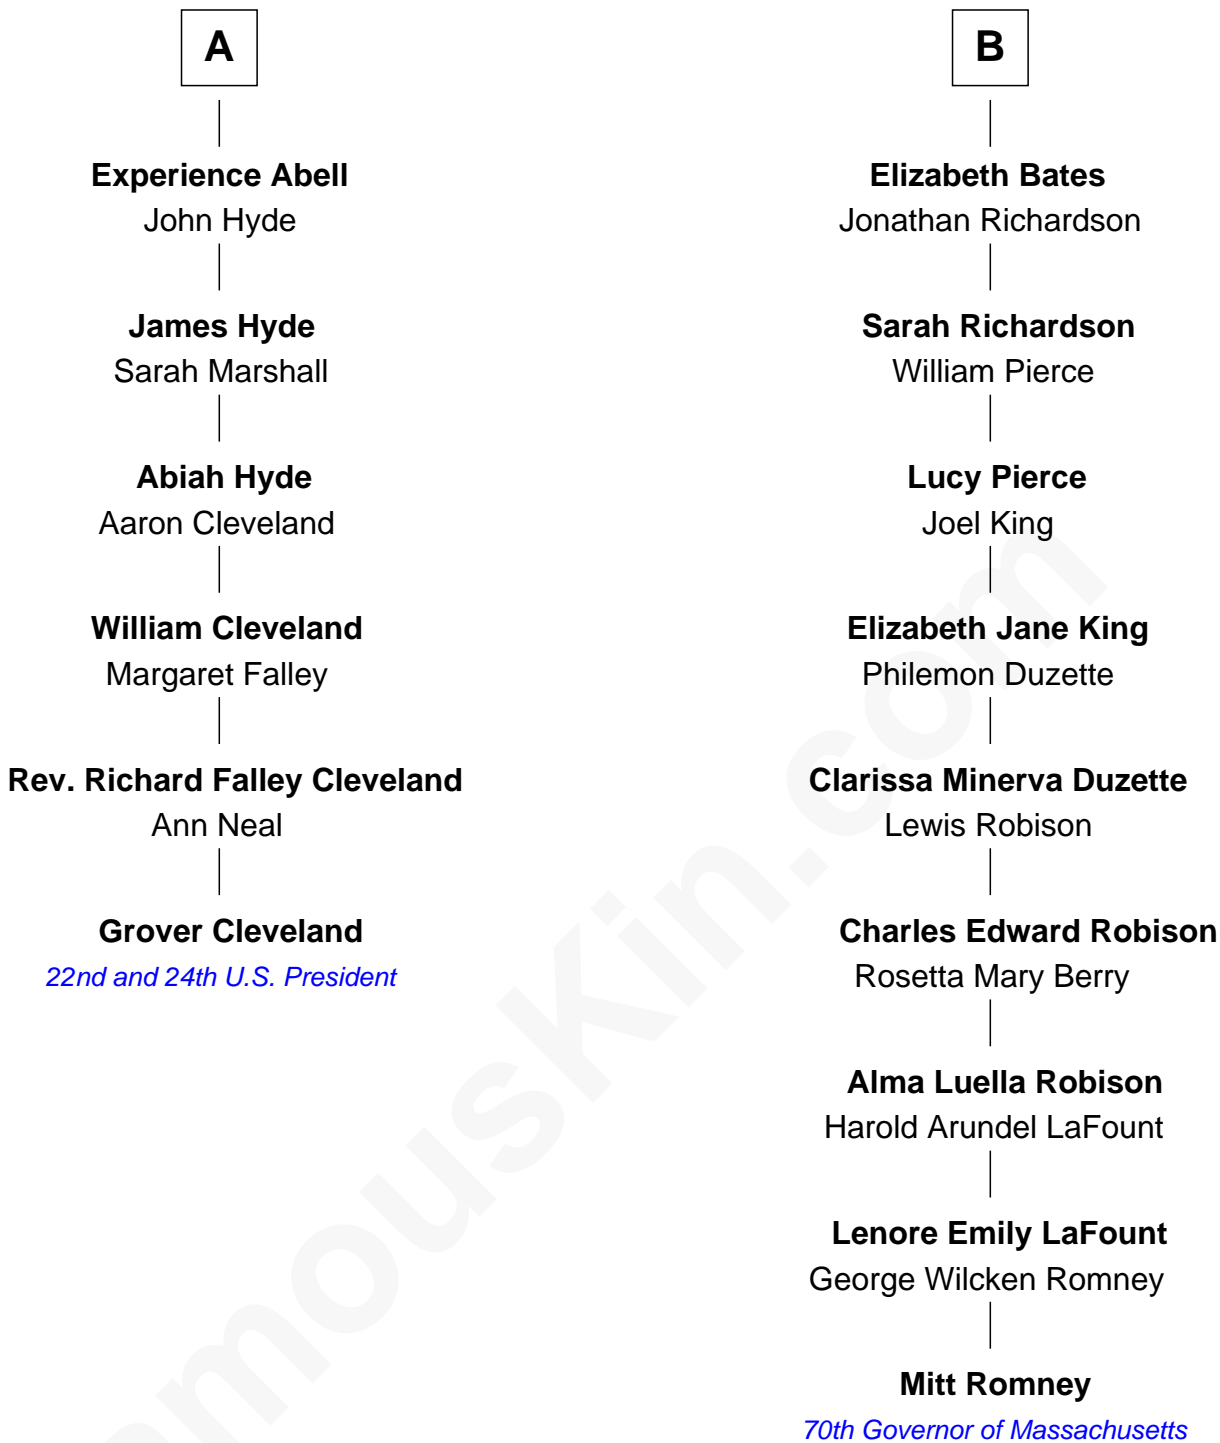 A
Experience Abell
John Hyde
James Hyde
Sarah Marshall
Abiah Hyde
Aaron Cleveland
William Cleveland
Margaret Falley
Rev. Richard Falley Cleveland
Ann Neal
Grover Cleveland
22nd and 24th U.S. President
B
Elizabeth Bates
Jonathan Richardson
Sarah Richardson
William Pierce
Lucy Pierce
Joel King
Elizabeth Jane King
Philemon Duzette
Clarissa Minerva Duzette
Lewis Robison
Charles Edward Robison
Rosetta Mary Berry
Alma Luella Robison
Harold Arundel LaFount
Lenore Emily LaFount
George Wilcken Romney
Mitt Romney
70th Governor of Massachusetts
amousKin.com